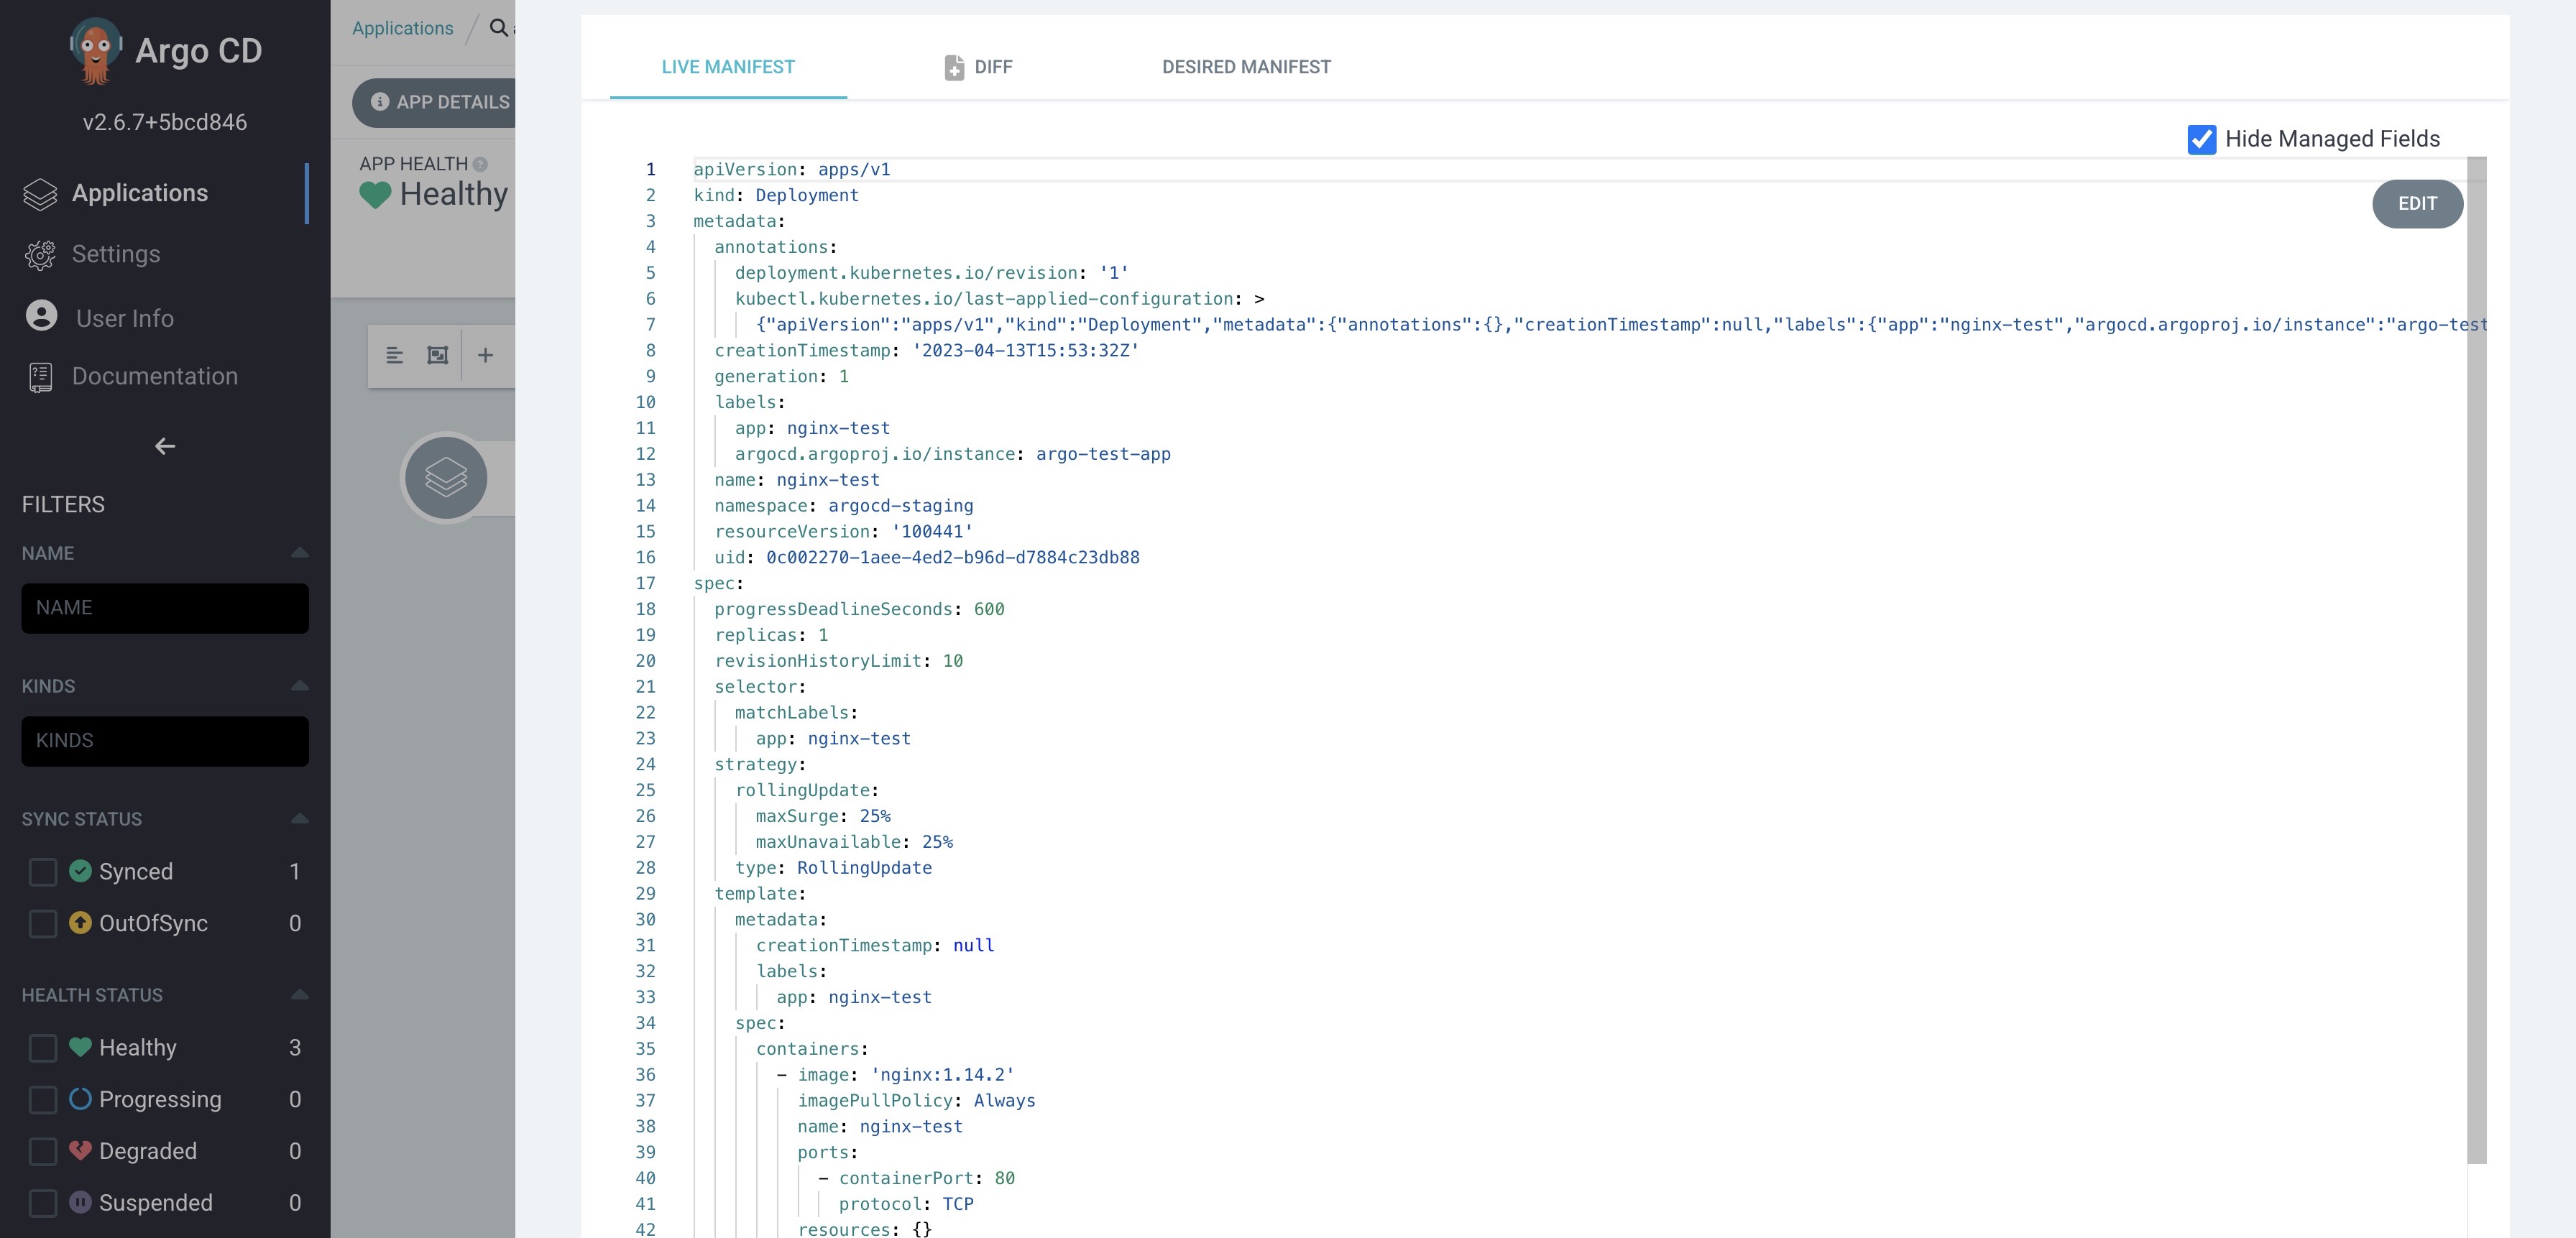 Argo CD
v2.6.7+5bcd846
Applications
Settings
User Info
Documentation
FILTERS
NAME
NAME
KINDS
KINDS
SYNC STATUS
Synced 1
OutOfSync 0
HEALTH STATUS
Healthy 3
Progressing 0
Degraded 0
Suspended 0
Applications /
APP DETAILS
APP HEALTH
Healthy
LIVE MANIFEST DIFF DESIRED MANIFEST
Hide Managed Fields
EDIT
1 apiVersion: apps/v1
2 kind: Deployment
3 metadata:
4 annotations:
5 deployment.kubernetes.io/revision: '1'
6 kubectl.kubernetes.io/last-applied-configuration: >
7 {"apiVersion":"apps/v1","kind":"Deployment","metadata":{"annotations":{},"creationTimestamp":null,"labels":{"app":"nginx-test","argocd.argoproj.io/instance":"argo-test
8 creationTimestamp: '2023-04-13T15:53:32Z'
9 generation: 1
10 labels:
11 app: nginx-test
12 argocd.argoproj.io/instance: argo-test-app
13 name: nginx-test
14 namespace: argocd-staging
15 resourceVersion: '100441'
16 uid: 0c002270-1aee-4ed2-b96d-d7884c23db88
17 spec:
18 progressDeadlineSeconds: 600
19 replicas: 1
20 revisionHistoryLimit: 10
21 selector:
22 matchLabels:
23 app: nginx-test
24 strategy:
25 rollingUpdate:
26 maxSurge: 25%
27 maxUnavailable: 25%
28 type: RollingUpdate
29 template:
30 metadata:
31 creationTimestamp: null
32 labels:
33 app: nginx-test
34 spec:
35 containers:
36 - image: 'nginx:1.14.2'
37 imagePullPolicy: Always
38 name: nginx-test
39 ports:
40 - containerPort: 80
41 protocol: TCP
42 resources: {}